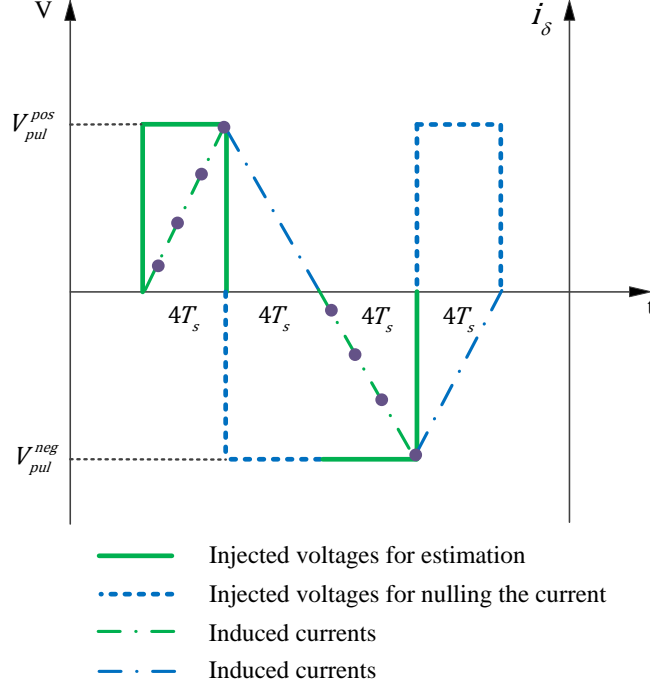 V
i_δ
V_pul^pos
4T_s 4T_s 4T_s 4T_s
t
V_pul^neg
Injected voltages for estimation
Injected voltages for nulling the current
Induced currents
Induced currents